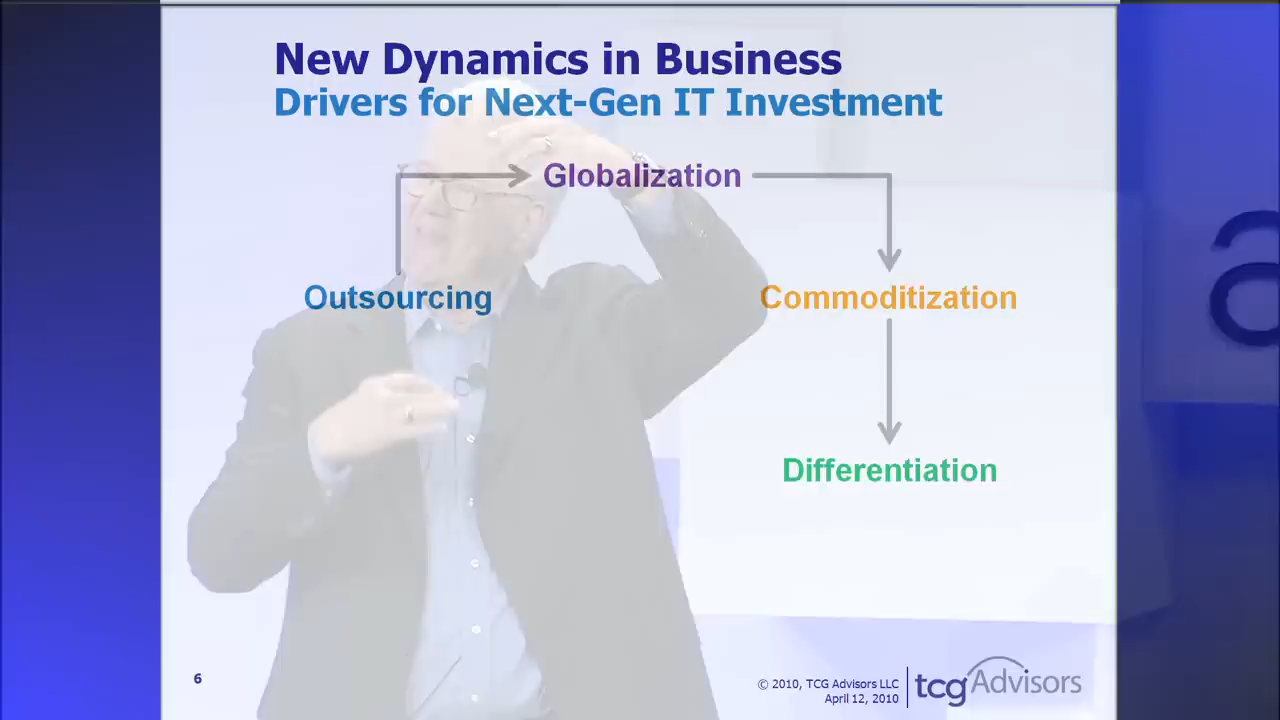 New Dynamics in Business
Drivers for Next-Gen IT Investment
Globalization
Outsourcing
Commoditization
Differentiation
6
© 2010, TCG Advisors LLC
April 12, 2010
tcgAdvisors
a